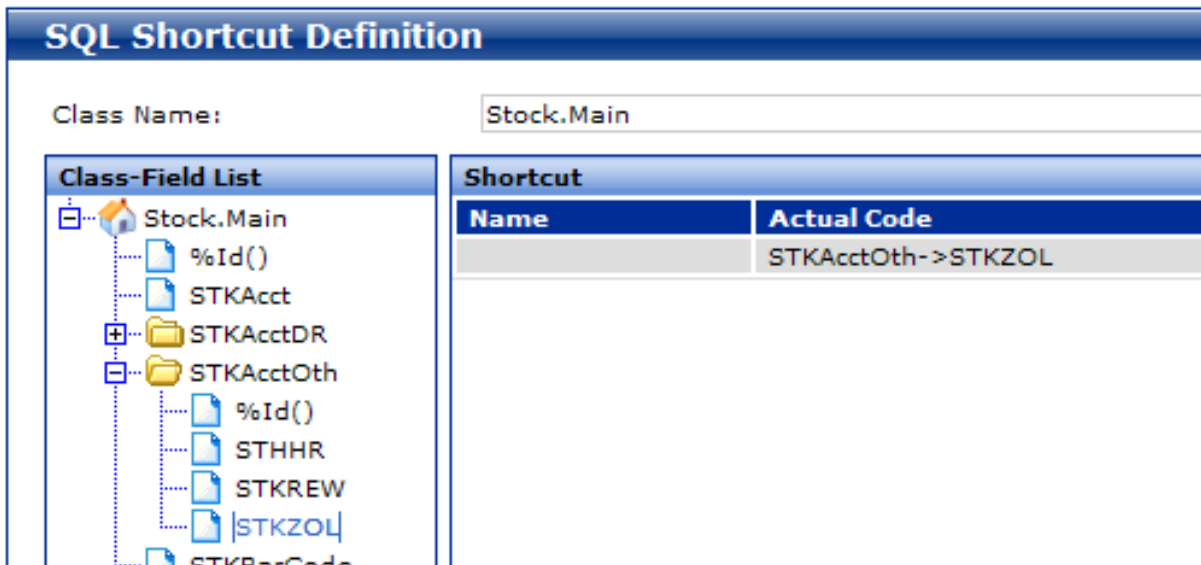 SQL Shortcut Definition
Class Name: Stock.Main
Class-Field List
Stock.Main
%Id()
STKAcct
STKAcctDR
STKAcctOth
%Id()
STHHR
STKREW
STKZOL
STKBarCode
Shortcut
Name Actual Code
STKAcctOth->STKZOL